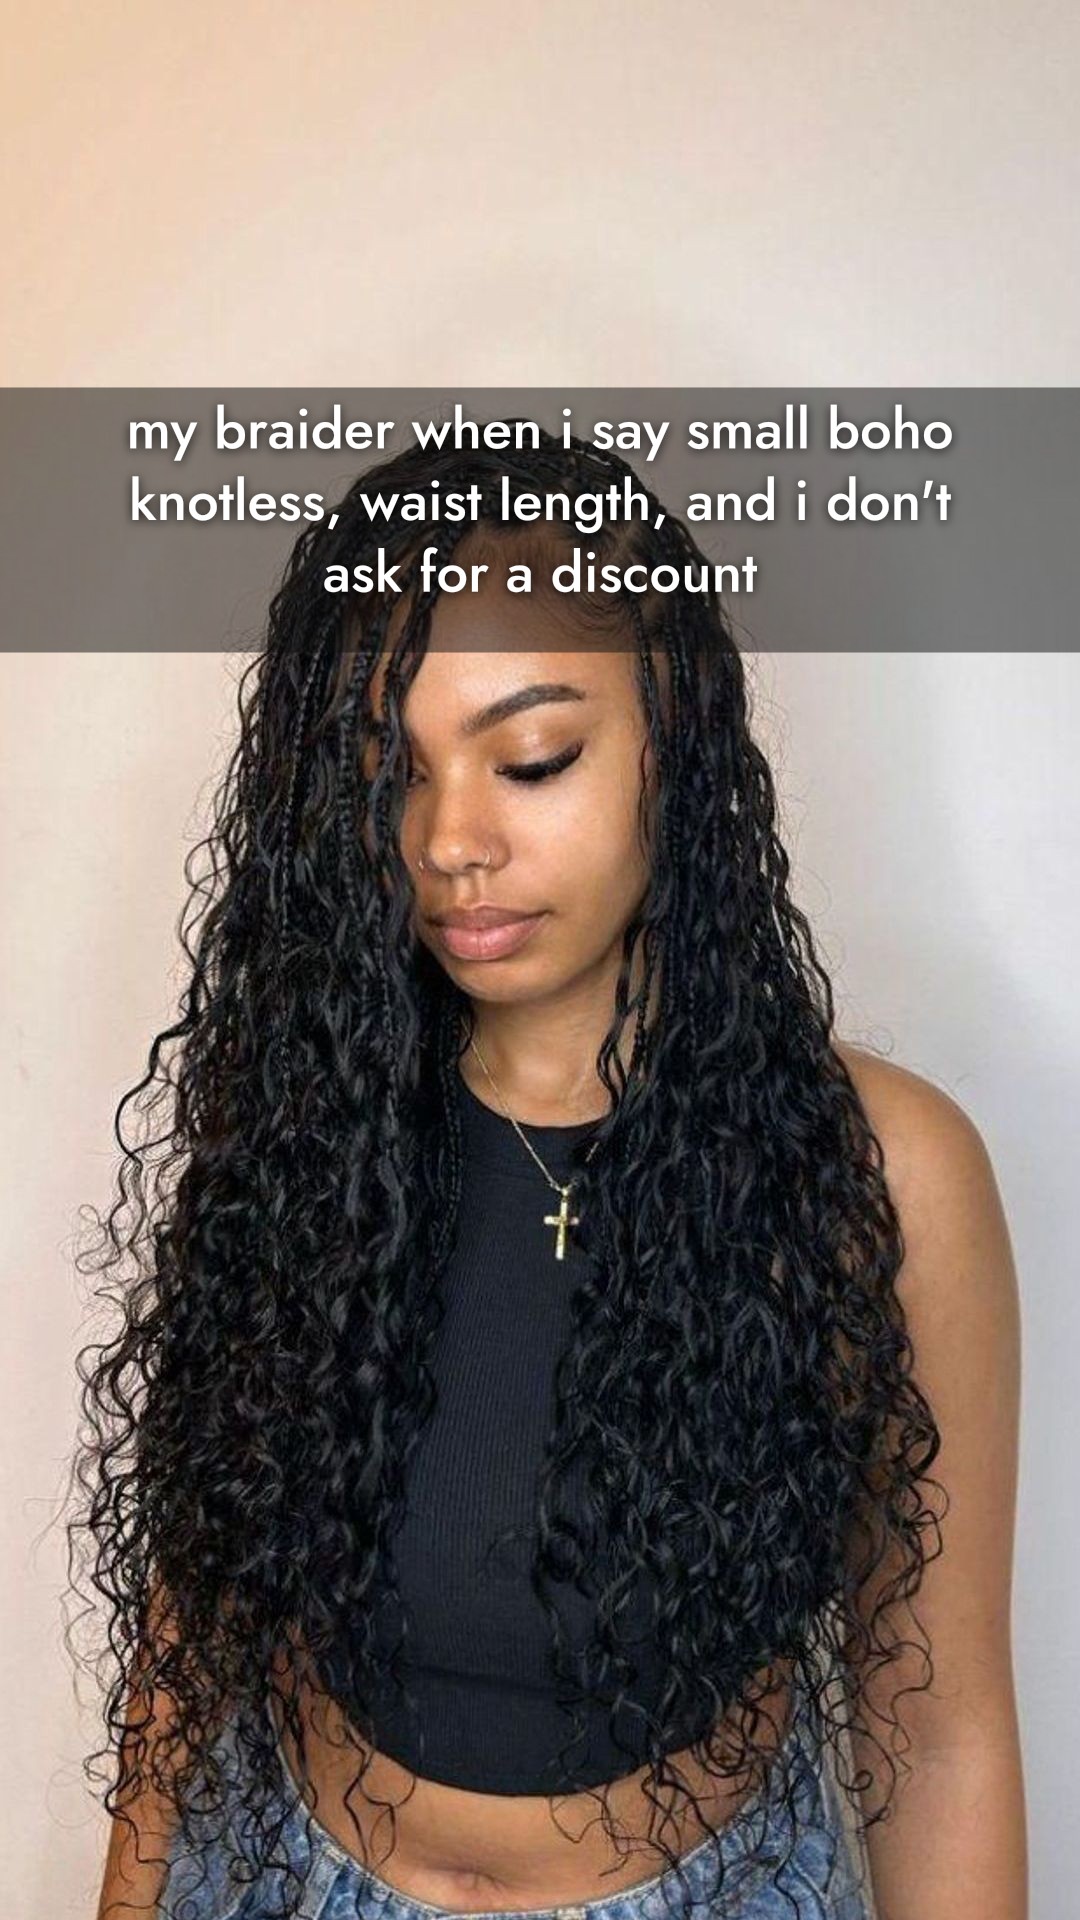 my braider when i say small boho
knotless, waist length, and i don't
ask for a discount